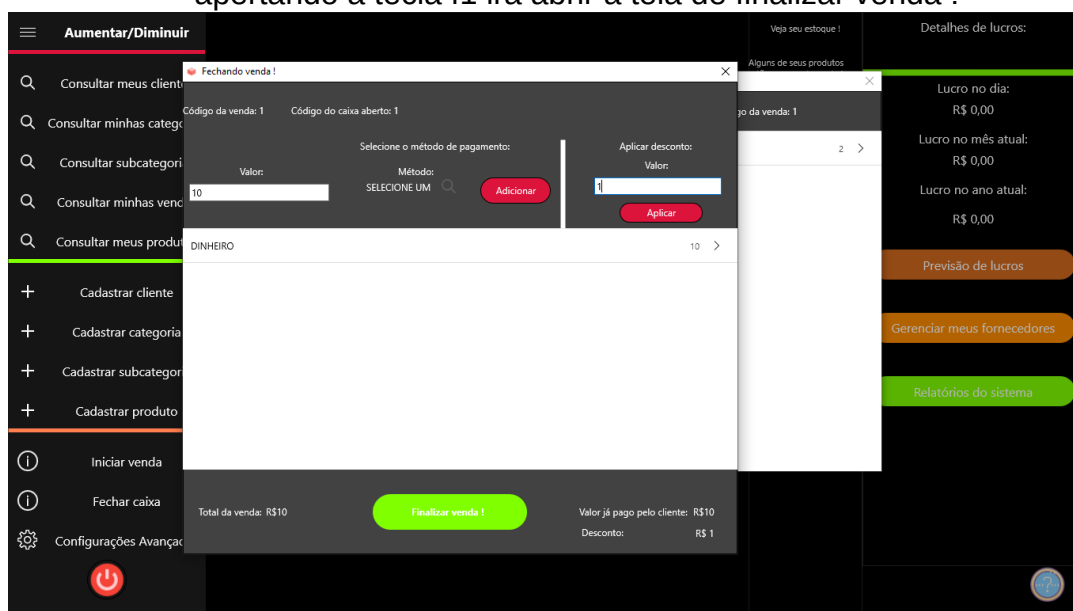 apertando a tecla f1 irá abrir a tela de finalizar venda !
Aumentar/Diminuir
Consultar meus client
Consultar minhas catego
Consultar subcategori
Consultar minhas vend
Consultar meus produt
Cadastrar cliente
Cadastrar categoria
Cadastrar subcategor
Cadastrar produto
Iniciar venda
Fechar caixa
Configurações Avançad
Fechando venda !
Código da venda: 1
Código do caixa aberto: 1
Selecione o método de pagamento:
Valor:
10
Método:
SELECIONE UM
Adicionar
Aplicar desconto:
Valor:
1
Aplicar
DINHEIRO
10
Total da venda: R$10
Finalizar venda !
Valor já pago pelo cliente: R$10
Desconto: R$ 1
Veja seu estoque !
Alguns de seus produtos
go da venda: 1
2
Detalhes de lucros:
Lucro no dia:
R$ 0,00
Lucro no mês atual:
R$ 0,00
Lucro no ano atual:
R$ 0,00
Previsão de lucros
Gerenciar meus fornecedores
Relatórios do sistema